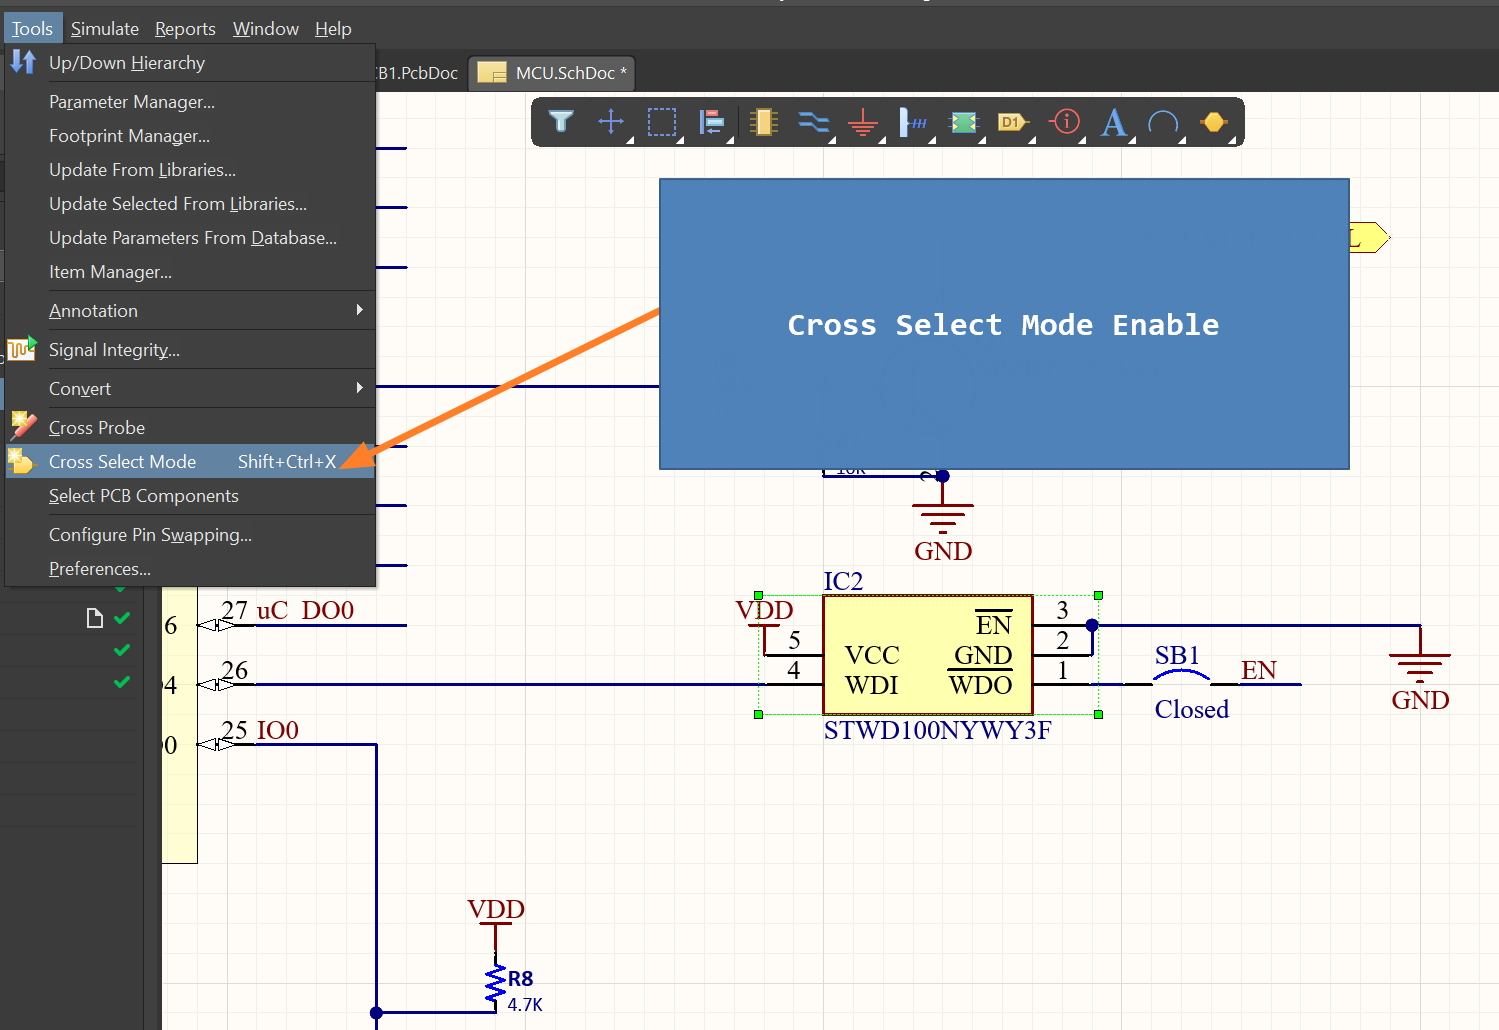 Tools Simulate Reports Window Help
Up/Down Hierarchy
B1.PcbDoc MCU.SchDoc *
Parameter Manager...
Footprint Manager...
Update From Libraries...
Update Selected From Libraries...
Update Parameters From Database...
Item Manager...
Annotation
Signal Integrity...
Convert
Cross Probe
Cross Select Mode Shift+Ctrl+X
Select PCB Components
Configure Pin Swapping...
Preferences...
D1
L
Cross Select Mode Enable
GND
IC2
VDD
5
4
VCC
WDI
EN
GND
WDO
3
2
1
STWD100NYWY3F
SB1
EN
Closed
GND
6 27 uC DO0
4 26
0 25 IO0
VDD
R8
4.7K